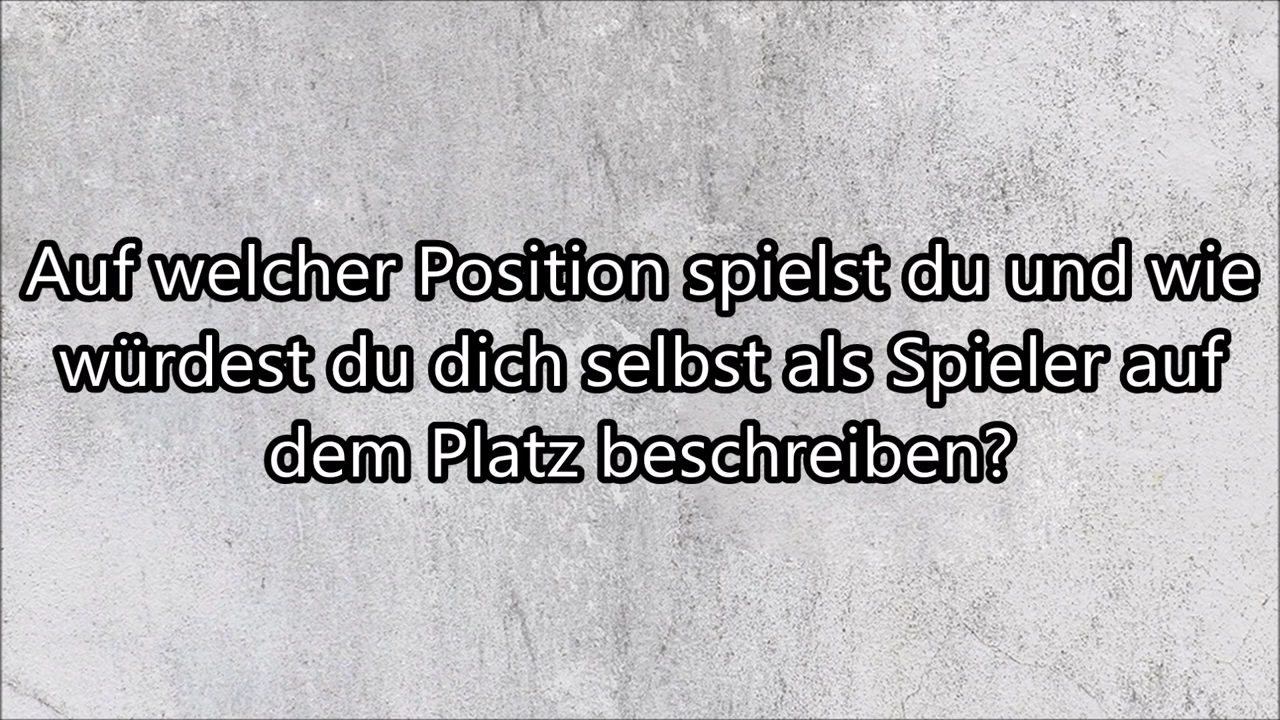 Auf welcher Position spielst du und wie
würdest du dich selbst als Spieler auf
dem Platz beschreiben?